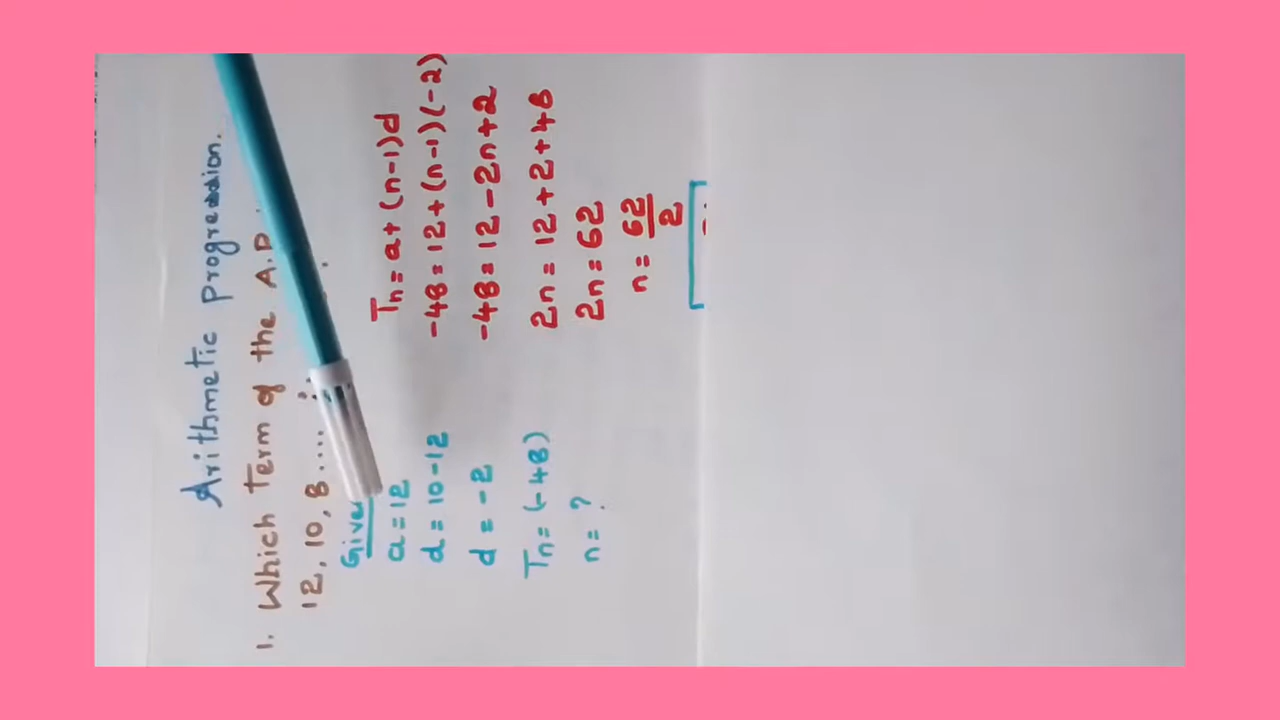 Arithmetic Progression.
1. Which Term of the A.P
12, 10, 8....
Given
a = 12
d = 10-12
d = -2
Tn = (-48)
n = ?
Tn = a+(n-1)d
-48 = 12+(n-1)(-2)
-48 = 12-2n+2
2n = 12+2+48
2n = 62
n = 62/2